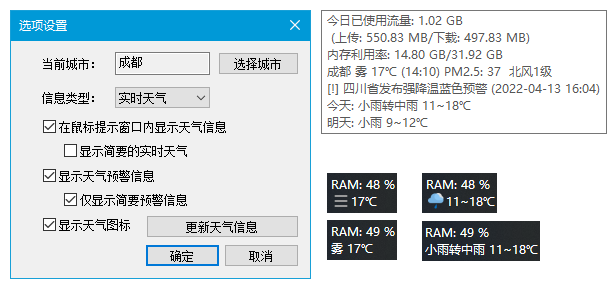 选项设置
当前城市：
成都
选择城市
信息类型：
实时天气
在鼠标提示窗口内显示天气信息
显示简要的实时天气
显示天气预警信息
仅显示简要预警信息
显示天气图标
更新天气信息
确定
取消
今日已使用流量: 1.02 GB
(上传: 550.83 MB/下载: 497.83 MB)
内存利用率: 14.80 GB/31.92 GB
成都 雾 17℃ (14:10) PM2.5: 37 北风1级
[!] 四川省发布强降温蓝色预警 (2022-04-13 16:04)
今天: 小雨转中雨 11~18℃
明天: 小雨 9~12℃
RAM: 48 %
17℃
RAM: 48 %
11~18℃
RAM: 49 %
雾 17℃
RAM: 49 %
小雨转中雨 11~18℃